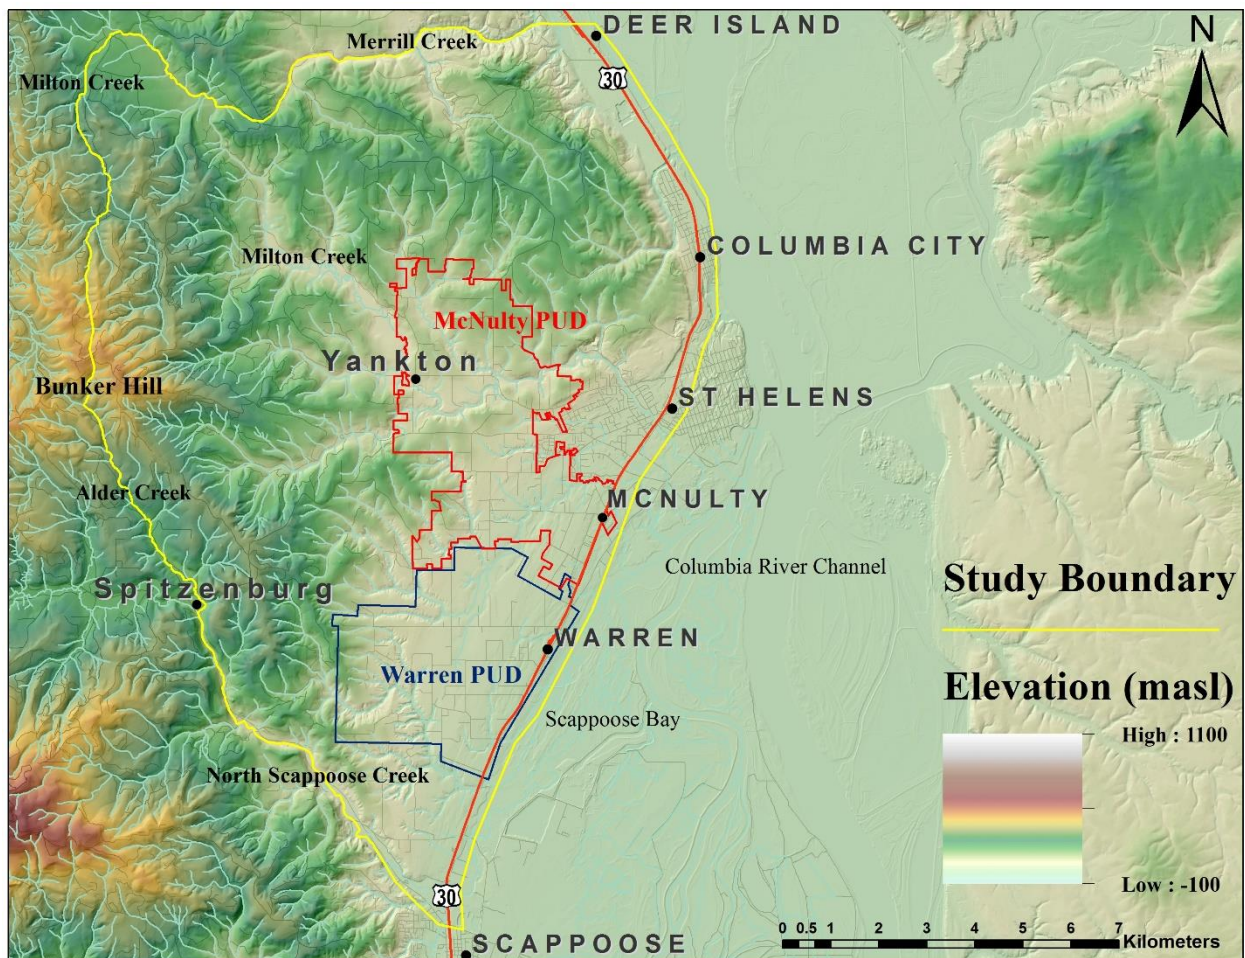 DEER ISLAND
N
Merrill Creek
Milton Creek
30
Milton Creek
COLUMBIA CITY
McNulty PUD
Yankton
Bunker Hill
ST HELENS
Alder Creek
MCNULTY
Columbia River Channel
Study Boundary
Spitzenburg
WARREN
Warren PUD
Elevation (masl)
Scappoose Bay
High : 1100
North Scappoose Creek
Low : -100
30
SCAPPOOSE
0 0.5 1 2 3 4 5 6 7
Kilometers